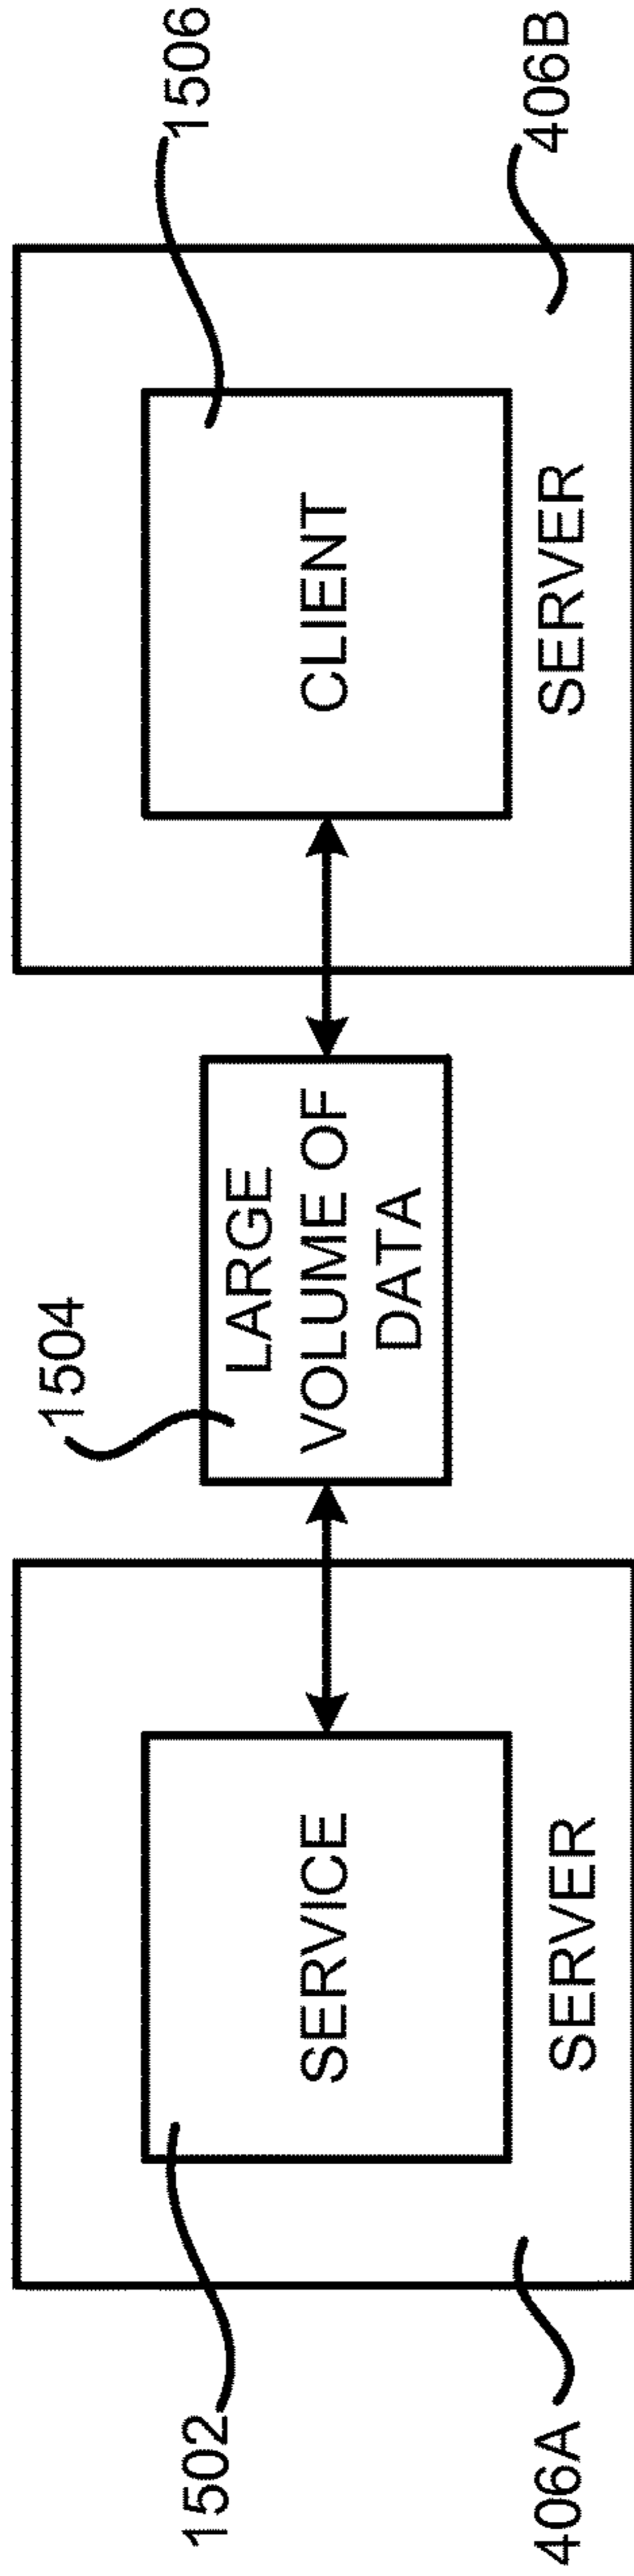 1502
406A
SERVICE
SERVER
1504
LARGE
VOLUME OF
DATA
CLIENT
SERVER
1506
406B